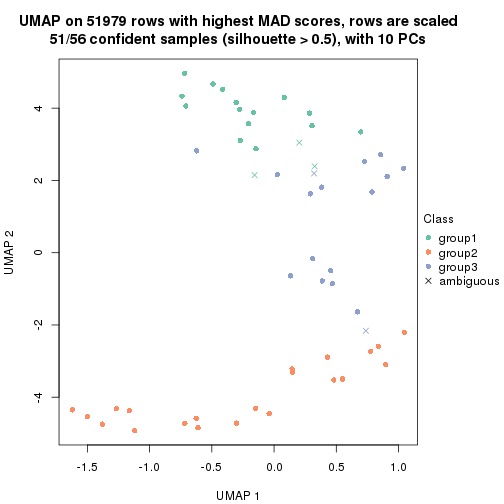 UMAP on 51979 rows with highest MAD scores, rows are scaled
51/56 confident samples (silhouette > 0.5), with 10 PCs
4
2
0
-2
-4
UMAP 2
Class
group1
group2
group3
ambiguous
-1.5 -1.0 -0.5 0.0 0.5 1.0
UMAP 1